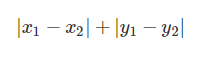 |x₁ − x₂| + |y₁ − y₂|